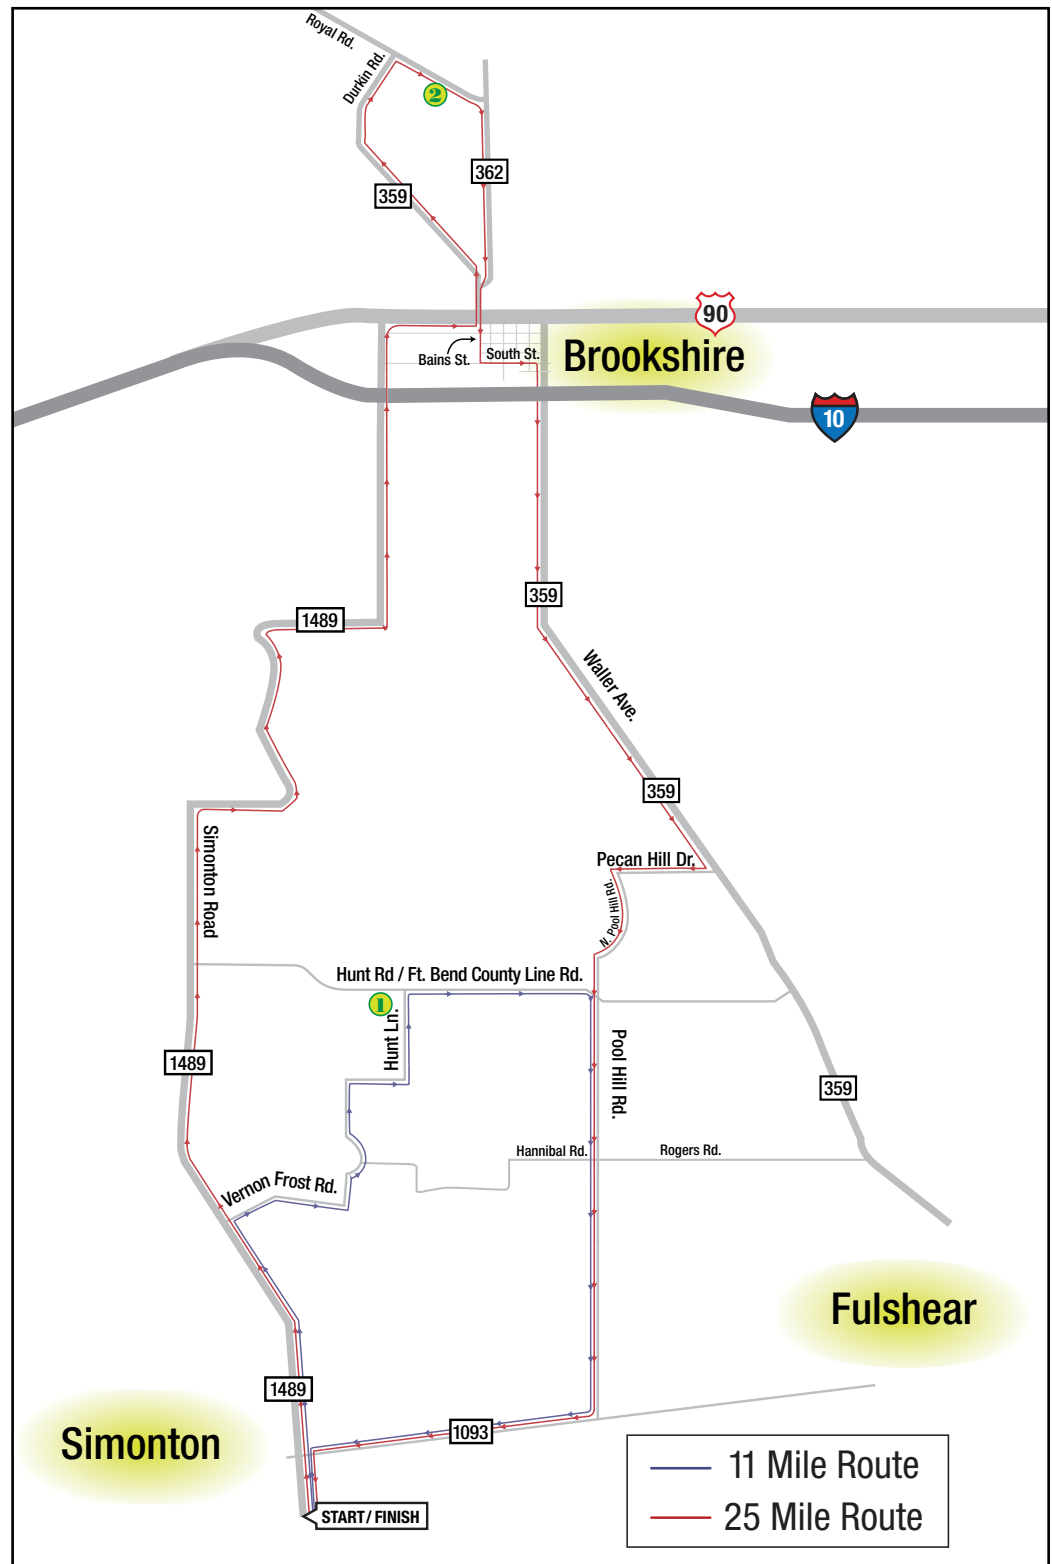 Royal Rd.
Durkin Rd.
2
362
359
90
Bains St.
South St.
Brookshire
10
359
1489
Waller Ave.
359
Simonton Road
Pecan Hill Dr.
N. Pool Hill Rd.
Hunt Rd / Ft. Bend County Line Rd.
1
Hunt Ln.
Pool Hill Rd.
1489
359
Hannibal Rd.
Rogers Rd.
Vernon Frost Rd.
Fulshear
1489
1093
Simonton
11 Mile Route
25 Mile Route
START / FINISH